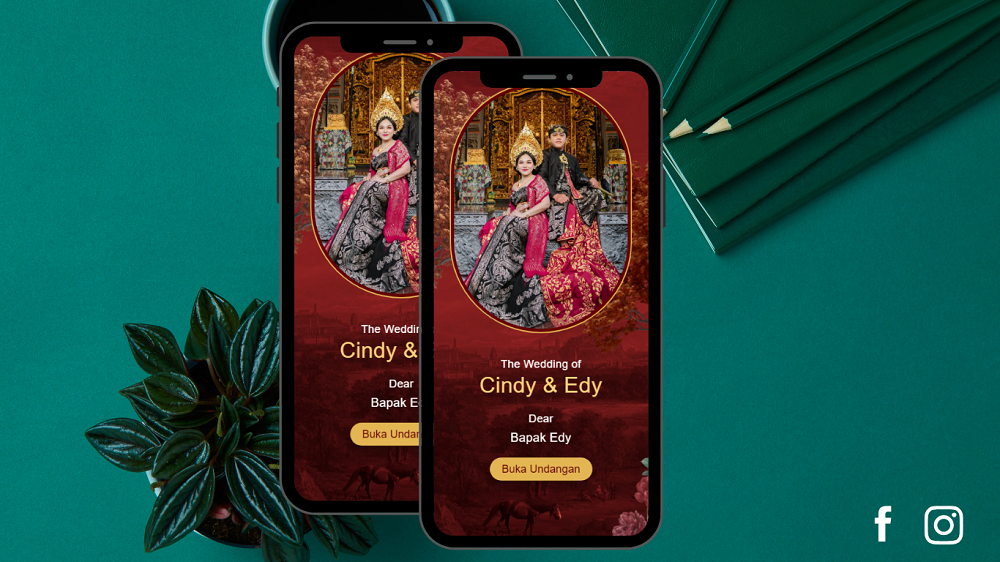 The Weddin
Cindy &
Dear
Bapak E
Buka Undan
The Wedding of
Cindy & Edy
Dear
Bapak Edy
Buka Undangan